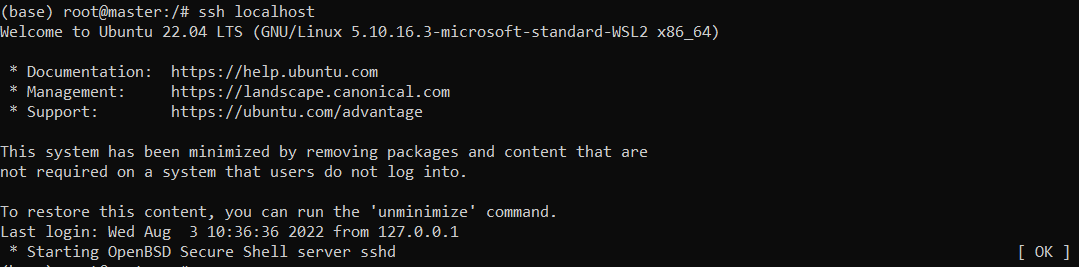 (base) root@master:/# ssh localhost
Welcome to Ubuntu 22.04 LTS (GNU/Linux 5.10.16.3-microsoft-standard-WSL2 x86_64)
* Documentation:  https://help.ubuntu.com
* Management:     https://landscape.canonical.com
* Support:        https://ubuntu.com/advantage
This system has been minimized by removing packages and content that are
not required on a system that users do not log into.
To restore this content, you can run the 'unminimize' command.
Last login: Wed Aug  3 10:36:36 2022 from 127.0.0.1
* Starting OpenBSD Secure Shell server sshd [ OK ]